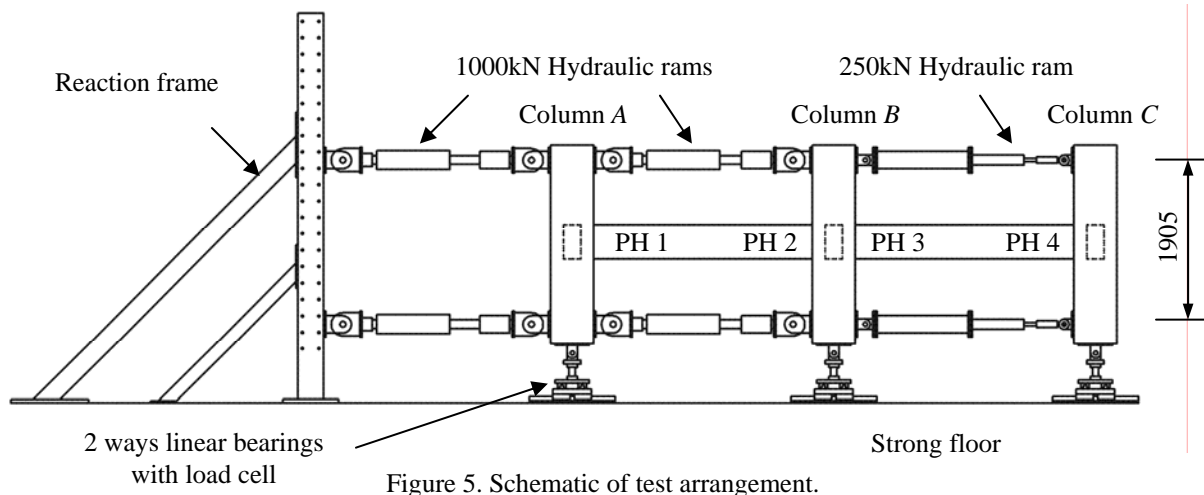 Reaction frame
1000kN Hydraulic rams
250kN Hydraulic ram
Column A
Column B
Column C
PH 1
PH 2
PH 3
PH 4
1905
2 ways linear bearings
with load cell
Strong floor
Figure 5. Schematic of test arrangement.